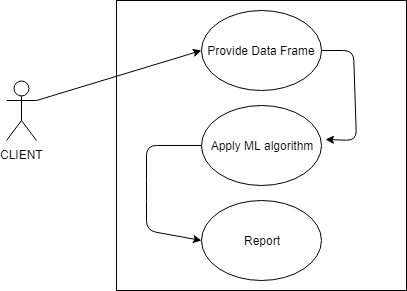 Provide Data Frame
CLIENT
Apply ML algorithm
Report